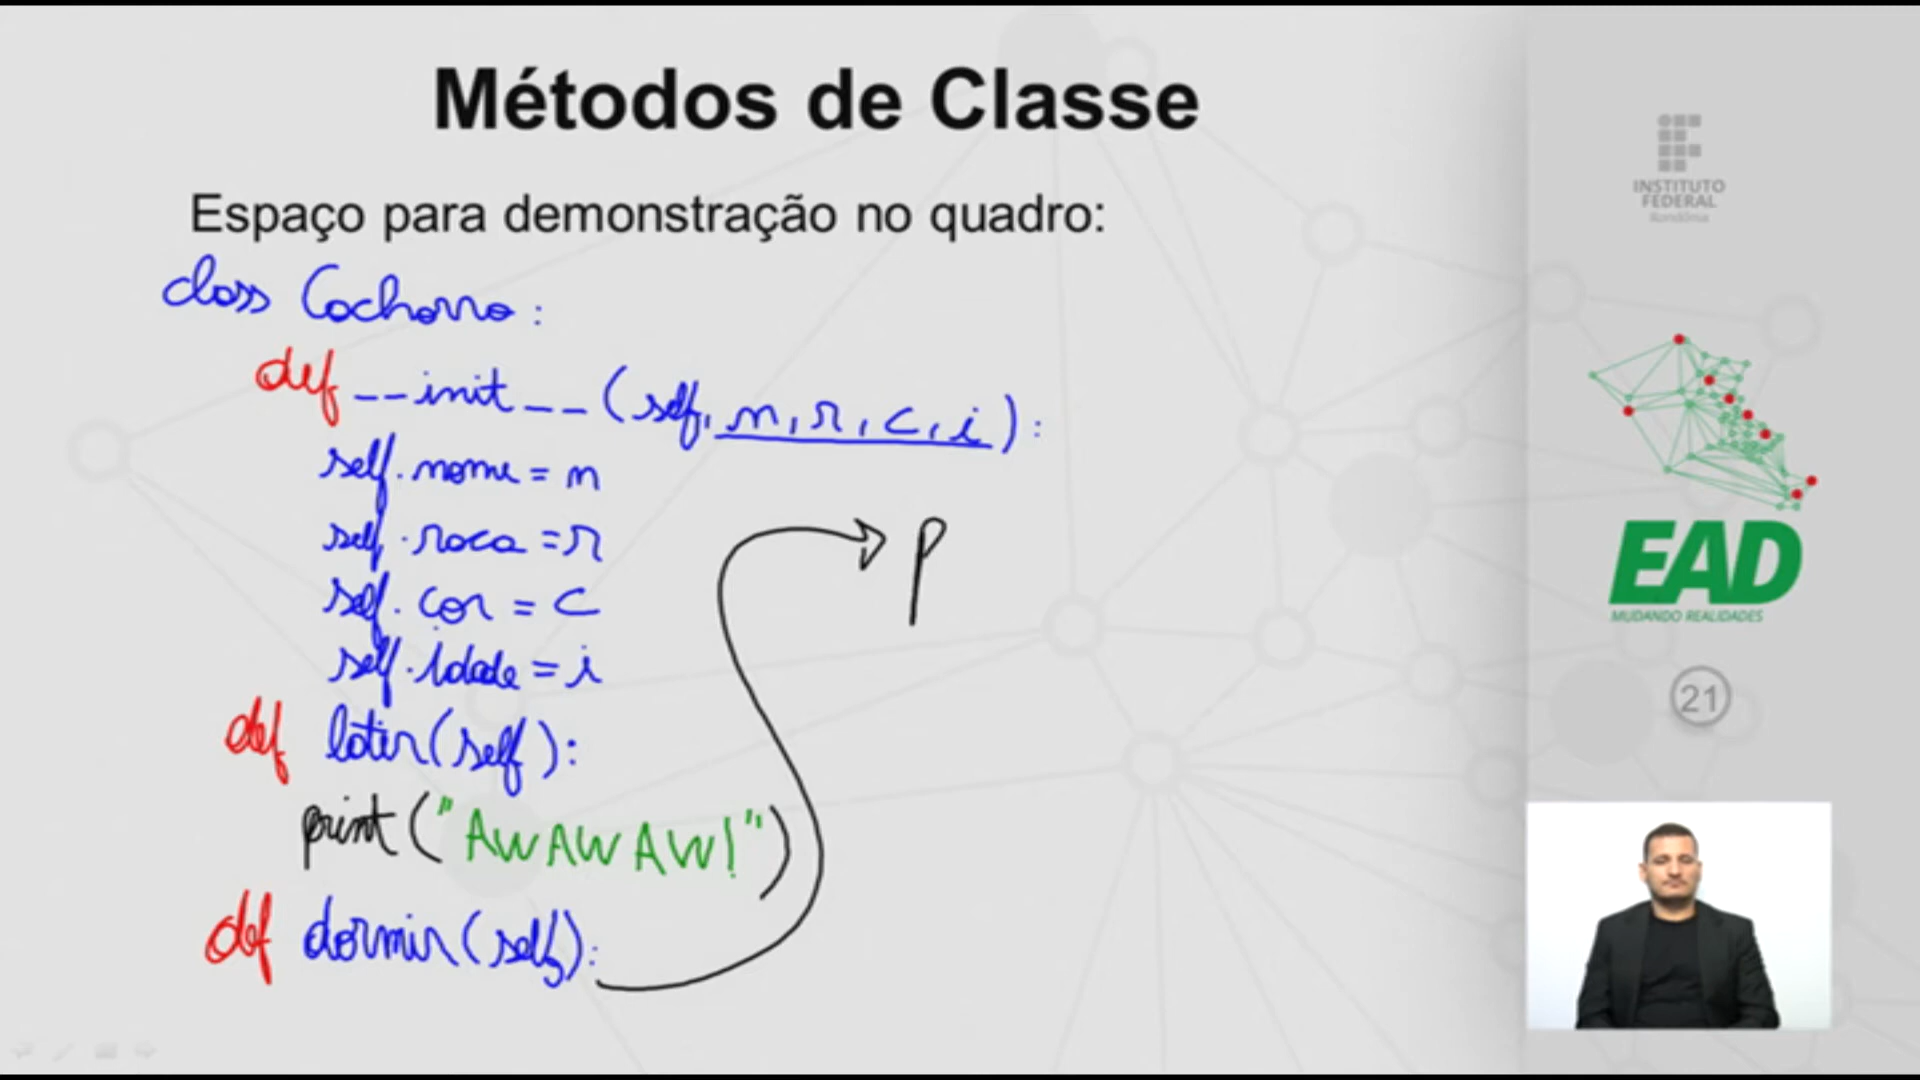 Métodos de Classe
Espaço para demonstração no quadro:
class Cachorro:
def __init__(self, n, r, c, i):
self.nome = n
self.raca = r
self.cor = c
self.idade = i
def latir(self):
print("AWAWAW!")
def dormir(self):
p
INSTITUTO
FEDERAL
Rondônia
EAD
MUDANDO REALIDADES
21